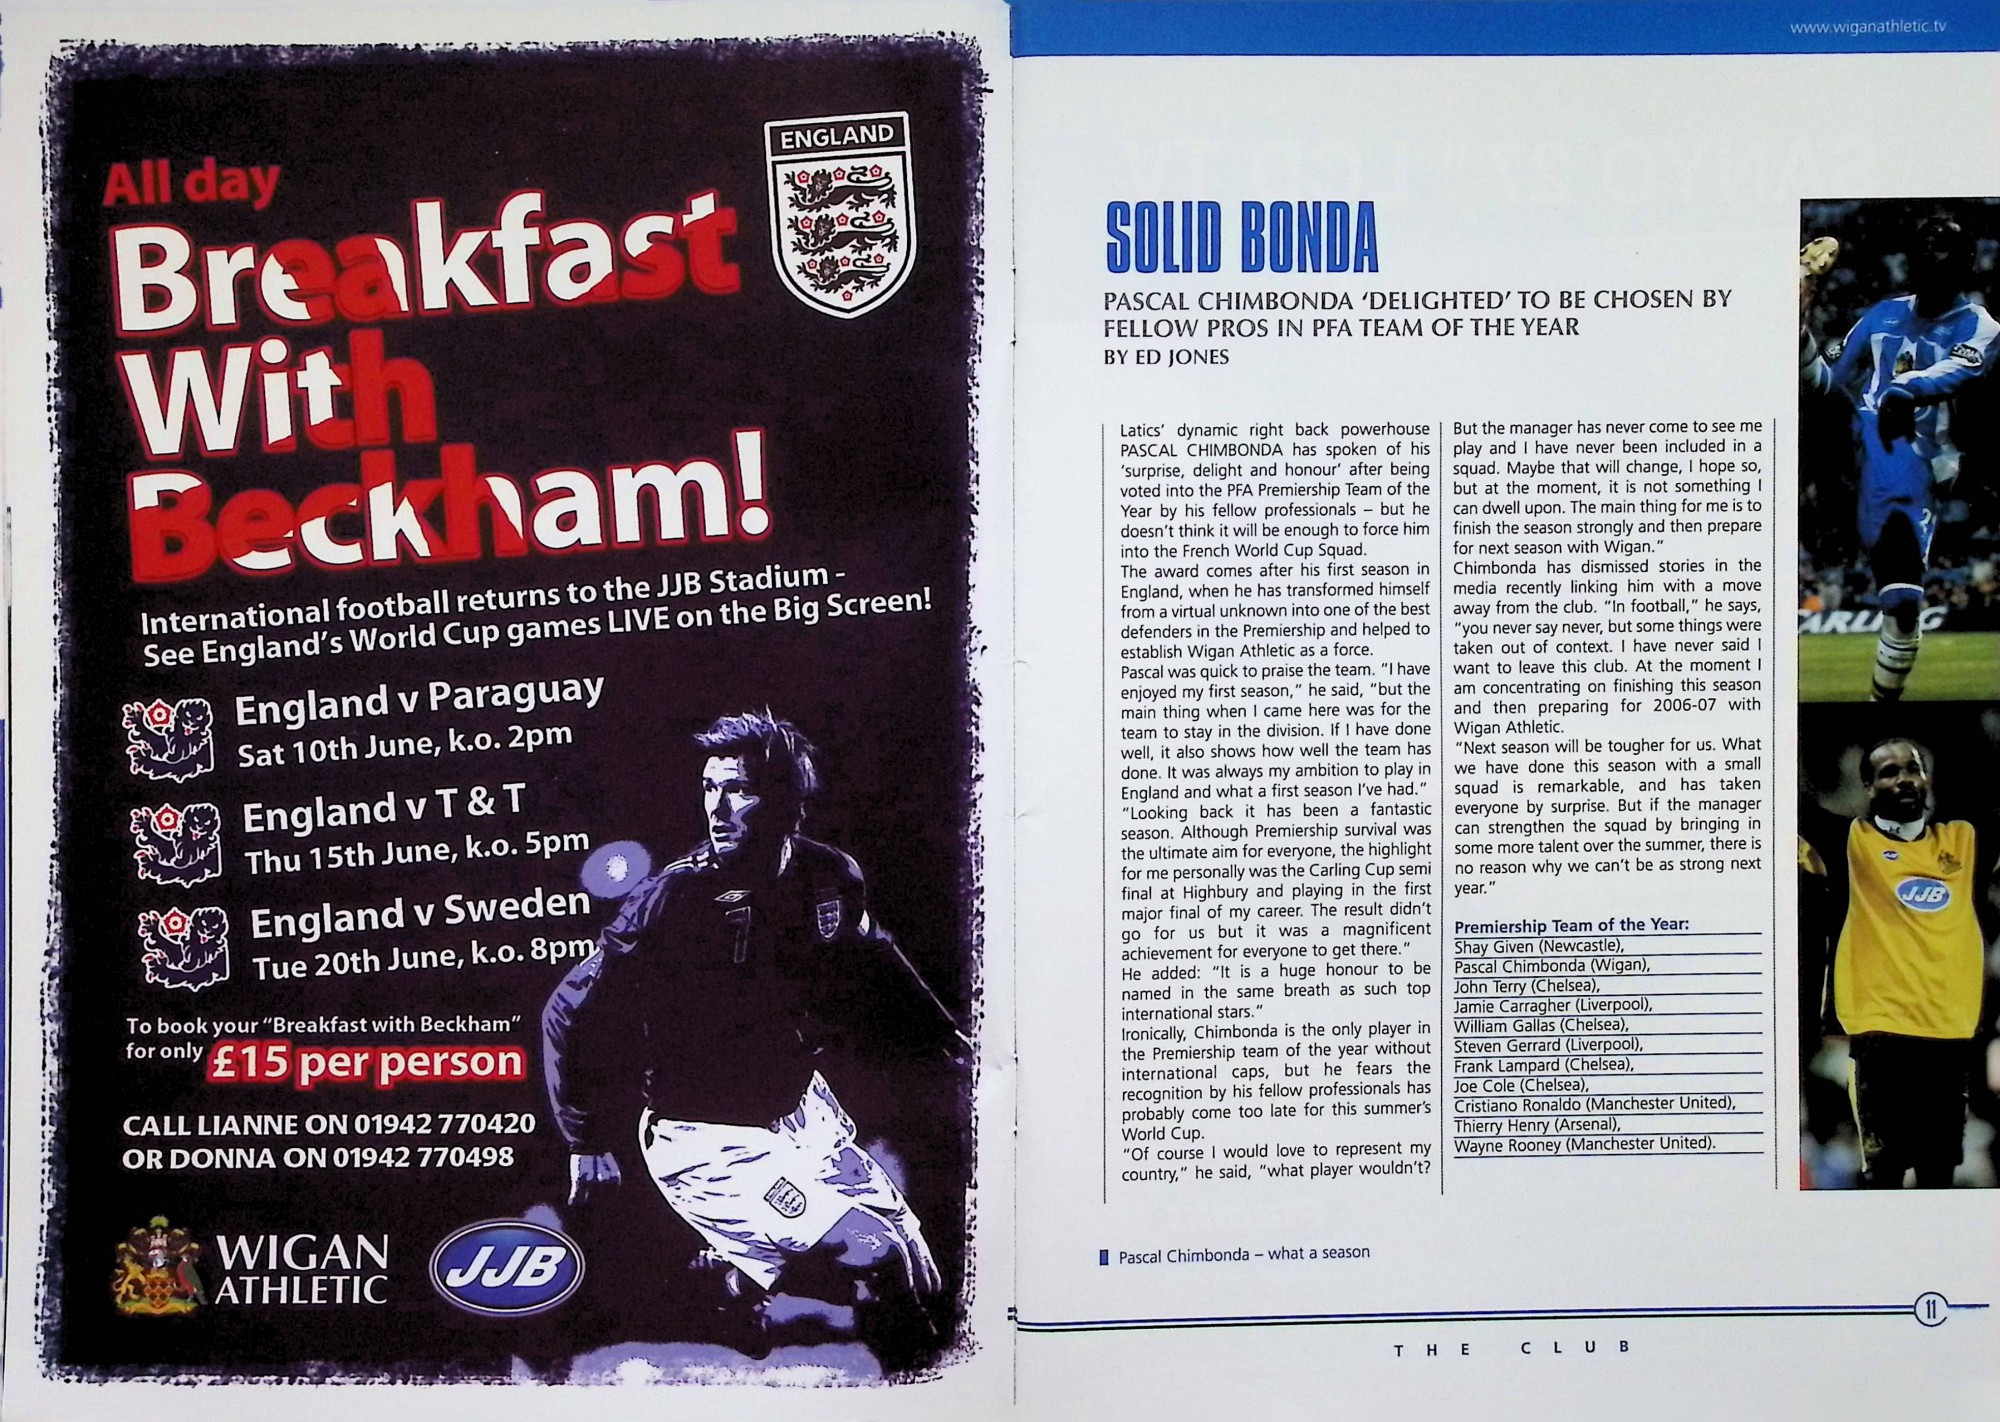 All day
Breakfast
With
Beckham!
ENGLAND
International football returns to the JJB Stadium -
See England's World Cup games LIVE on the Big Screen!
England v Paraguay
Sat 10th June, k.o. 2pm
England v T & T
Thu 15th June, k.o. 5pm
England v Sweden
Tue 20th June, k.o. 8pm
To book your "Breakfast with Beckham"
for only £15 per person
CALL LIANNE ON 01942 770420
OR DONNA ON 01942 770498
WIGAN
ATHLETIC
JJB
7
www.wiganathletic.tv
SOLID BONDA
PASCAL CHIMBONDA 'DELIGHTED' TO BE CHOSEN BY
FELLOW PROS IN PFA TEAM OF THE YEAR
BY ED JONES
Latics' dynamic right back powerhouse
PASCAL CHIMBONDA has spoken of his
'surprise, delight and honour' after being
voted into the PFA Premiership Team of the
Year by his fellow professionals – but he
doesn't think it will be enough to force him
into the French World Cup Squad.
The award comes after his first season in
England, when he has transformed himself
from a virtual unknown into one of the best
defenders in the Premiership and helped to
establish Wigan Athletic as a force.
Pascal was quick to praise the team. "I have
enjoyed my first season," he said, "but the
main thing when I came here was for the
team to stay in the division. If I have done
well, it also shows how well the team has
done. It was always my ambition to play in
England and what a first season I've had."
"Looking back it has been a fantastic
season. Although Premiership survival was
the ultimate aim for everyone, the highlight
for me personally was the Carling Cup semi
final at Highbury and playing in the first
major final of my career. The result didn't
go for us but it was a magnificent
achievement for everyone to get there."
He added: "It is a huge honour to be
named in the same breath as such top
international stars."
Ironically, Chimbonda is the only player in
the Premiership team of the year without
international caps, but he fears the
recognition by his fellow professionals has
probably come too late for this summer's
World Cup.
"Of course I would love to represent my
country," he said, "what player wouldn't?
But the manager has never come to see me
play and I have never been included in a
squad. Maybe that will change, I hope so,
but at the moment, it is not something I
can dwell upon. The main thing for me is to
finish the season strongly and then prepare
for next season with Wigan."
Chimbonda has dismissed stories in the
media recently linking him with a move
away from the club. "In football," he says,
"you never say never, but some things were
taken out of context. I have never said I
want to leave this club. At the moment I
am concentrating on finishing this season
and then preparing for 2006-07 with
Wigan Athletic.
"Next season will be tougher for us. What
we have done this season with a small
squad is remarkable, and has taken
everyone by surprise. But if the manager
can strengthen the squad by bringing in
some more talent over the summer, there is
no reason why we can't be as strong next
year."
Premiership Team of the Year:
Shay Given (Newcastle),
Pascal Chimbonda (Wigan),
John Terry (Chelsea),
Jamie Carragher (Liverpool),
William Gallas (Chelsea),
Steven Gerrard (Liverpool),
Frank Lampard (Chelsea),
Joe Cole (Chelsea),
Cristiano Ronaldo (Manchester United),
Thierry Henry (Arsenal),
Wayne Rooney (Manchester United).
ARLING
JJB
Pascal Chimbonda – what a season
11
THE CLUB